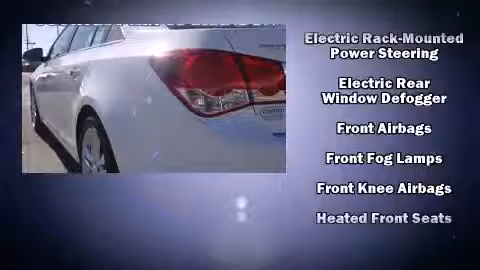 Electric Rack-Mounted
Power Steering
Electric Rear
Window Defogger
Front Airbags
Front Fog Lamps
Front Knee Airbags
Heated Front Seats